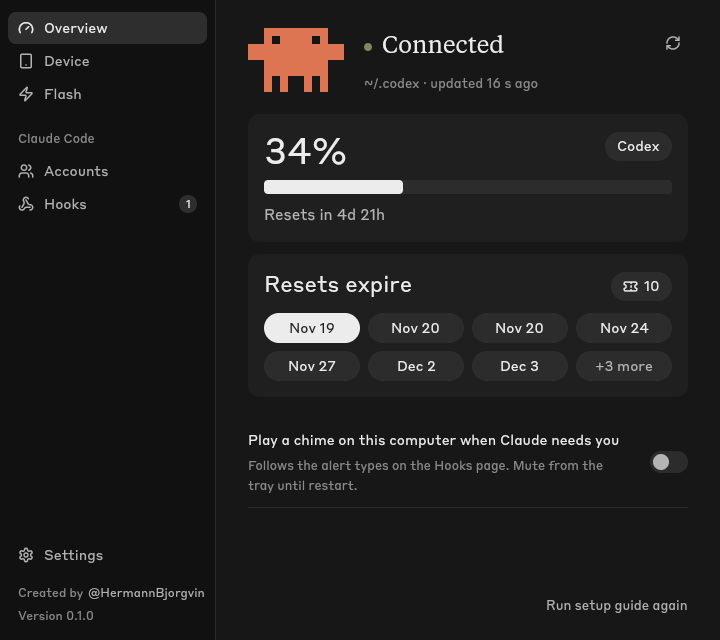 Overview
Device
Flash
Claude Code
Accounts
Hooks 1
Settings
Created by @HermannBjorgvin
Version 0.1.0
Connected
~/.codex · updated 16 s ago
34%
Codex
Resets in 4d 21h
Resets expire
10
Nov 19 Nov 20 Nov 20 Nov 24
Nov 27 Dec 2 Dec 3 +3 more
Play a chime on this computer when Claude needs you
Follows the alert types on the Hooks page. Mute from the
tray until restart.
Run setup guide again